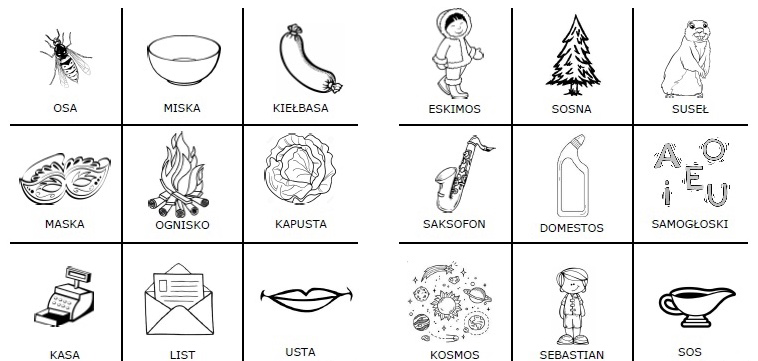 OSA
MISKA
KIEŁBASA
MASKA
OGNISKO
KAPUSTA
KASA
LIST
USTA
ESKIMOS
SOSNA
SUSEŁ
SAKSOFON
DOMESTOS
A O E i U
SAMOGŁOSKI
KOSMOS
SEBASTIAN
SOS